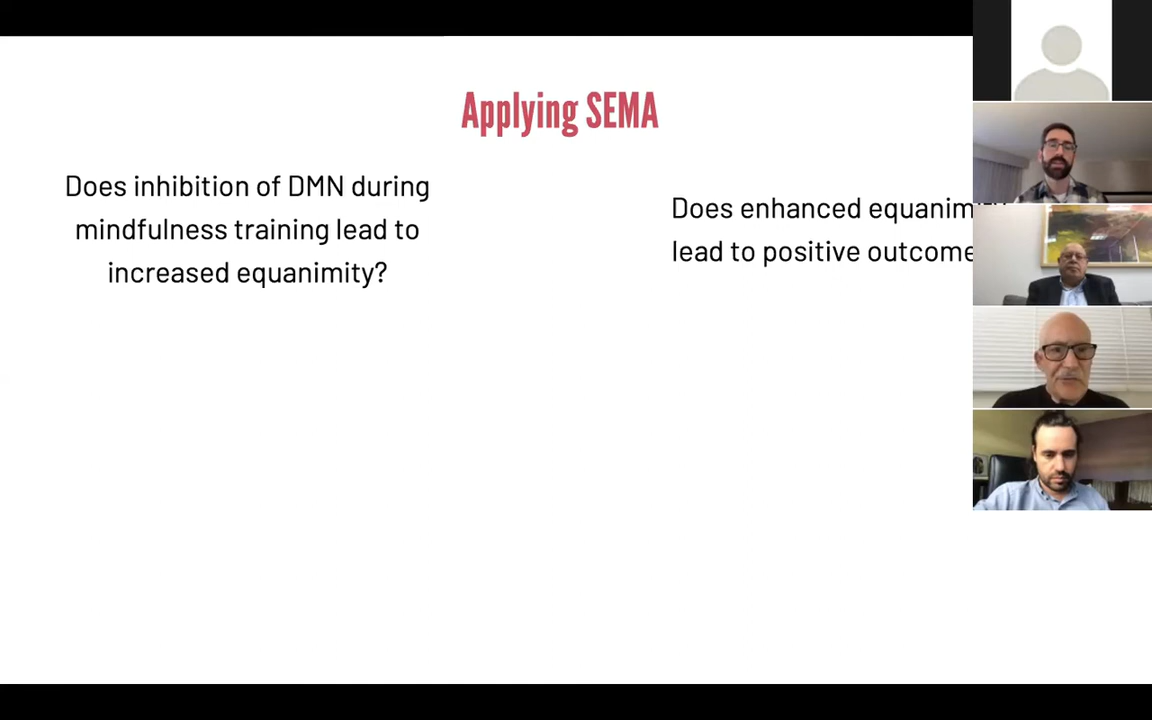 Applying SEMA
Does inhibition of DMN during
mindfulness training lead to
increased equanimity?
Does enhanced
lead to positive